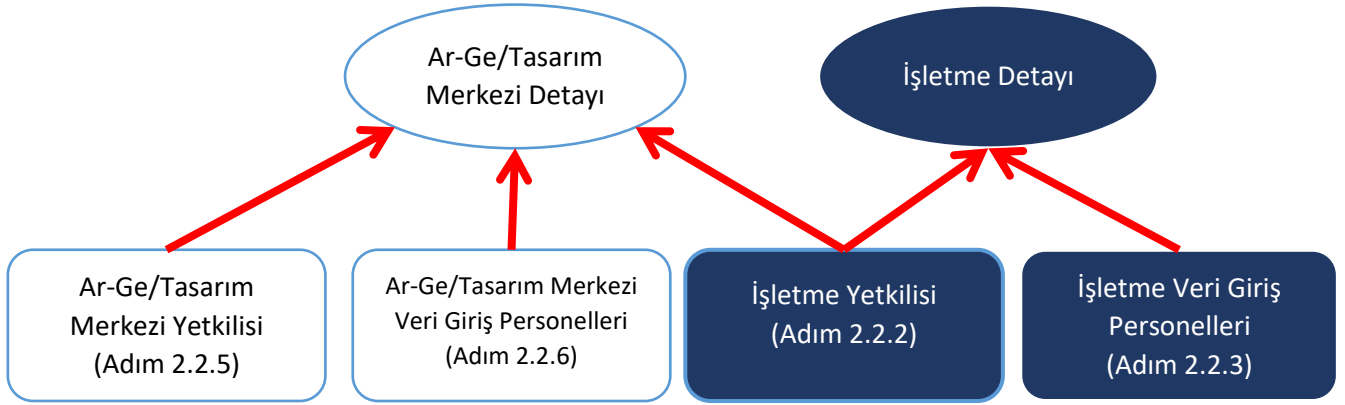 Ar-Ge/Tasarım
Merkezi Detayı
İşletme Detayı
Ar-Ge/Tasarım
Merkezi Yetkilisi
(Adım 2.2.5)
Ar-Ge/Tasarım Merkezi
Veri Giriş Personelleri
(Adım 2.2.6)
İşletme Yetkilisi
(Adım 2.2.2)
İşletme Veri Giriş
Personelleri
(Adım 2.2.3)